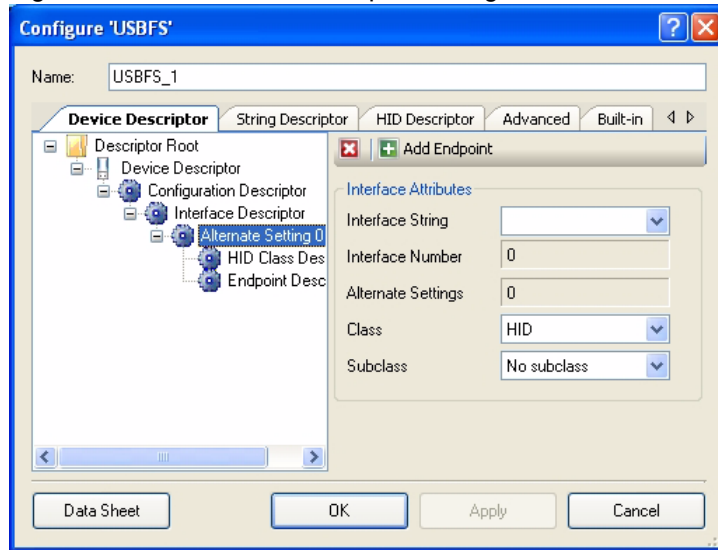 Configure 'USBFS'
Name: USBFS_1
Device Descriptor String Descriptor HID Descriptor Advanced Built-in
Descriptor Root
Device Descriptor
Configuration Descriptor
Interface Descriptor
Alternate Setting 0
HID Class Des
Endpoint Desc
Add Endpoint
Interface Attributes
Interface String
Interface Number 0
Alternate Settings 0
Class HID
Subclass No subclass
Data Sheet OK Apply Cancel